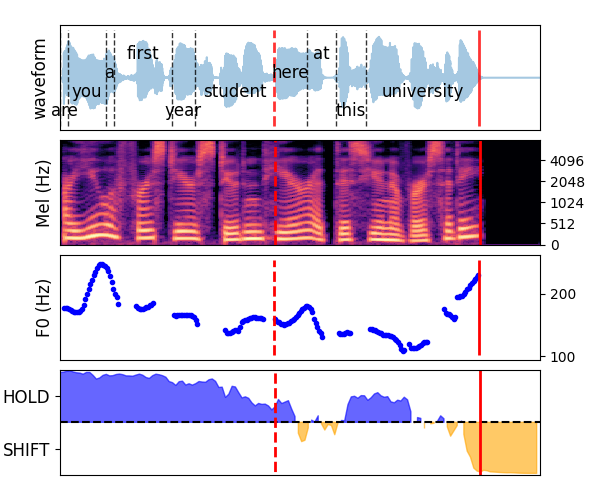 waveform
are you a first year student here at this university
Mel (Hz)
4096
2048
1024
512
0
F0 (Hz)
200
100
HOLD
SHIFT